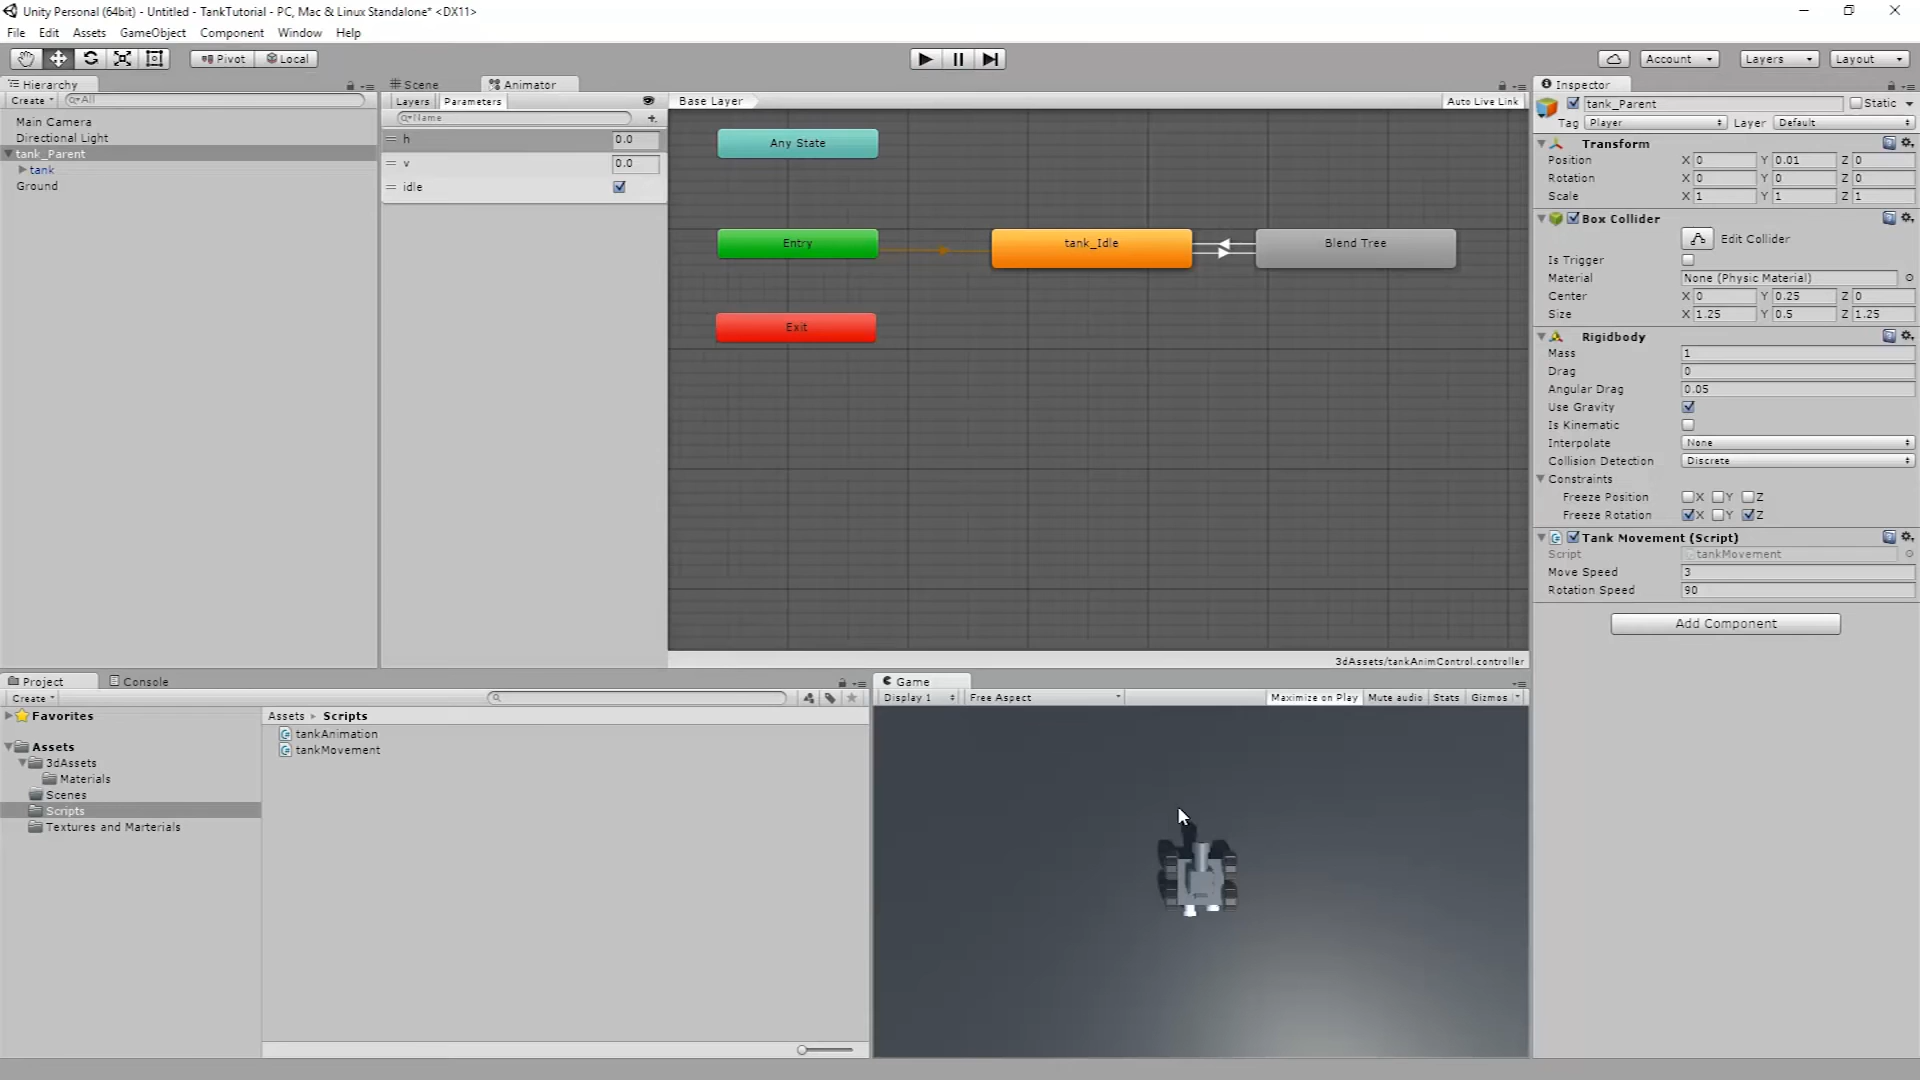 Unity Personal (64bit) - Untitled - TankTutorial - PC, Mac & Linux Standalone* <DX11>
File Edit Assets GameObject Component Window Help
Pivot Local Account Layers Layout
Hierarchy
Create All
Main Camera
Directional Light
tank_Parent
tank
Ground
Scene Animator
Layers Parameters Base Layer Auto Live Link
Name
h 0.0
v 0.0
idle
Any State
Entry tank_Idle Blend Tree
Exit
3dAssets/tankAnimControl.controller
Inspector
tank_Parent Static
Tag Player Layer Default
Transform
Position X 0 Y 0.01 Z 0
Rotation X 0 Y 0 Z 0
Scale X 1 Y 1 Z 1
Box Collider
Edit Collider
Is Trigger
Material None (Physic Material)
Center X 0 Y 0.25 Z 0
Size X 1.25 Y 0.5 Z 1.25
Rigidbody
Mass 1
Drag 0
Angular Drag 0.05
Use Gravity
Is Kinematic
Interpolate None
Collision Detection Discrete
Constraints
Freeze Position X Y Z
Freeze Rotation X Y Z
Tank Movement (Script)
Script tankMovement
Move Speed 3
Rotation Speed 90
Add Component
Project Console
Create
Favorites
Assets
3dAssets
Materials
Scenes
Scripts
Textures and Marterials
Assets Scripts
tankAnimation
tankMovement
Game
Display 1 Free Aspect Maximize on Play Mute audio Stats Gizmos